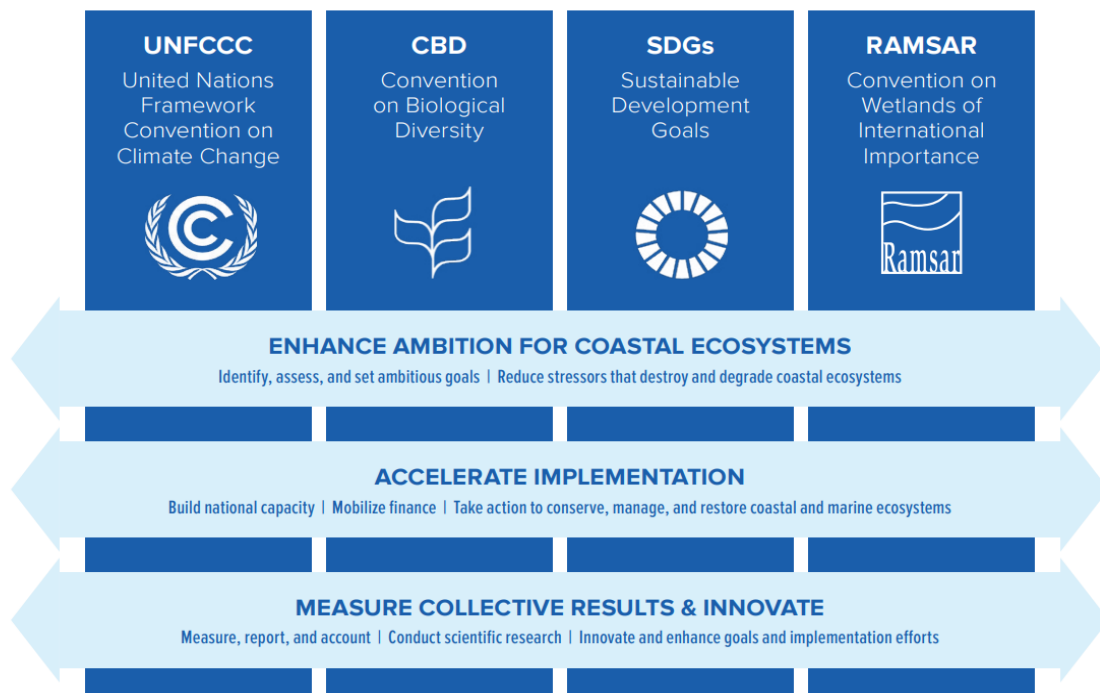 UNFCCC
United Nations
Framework
Convention on
Climate Change
CBD
Convention
on Biological
Diversity
SDGs
Sustainable
Development
Goals
RAMSAR
Convention on
Wetlands of
International
Importance
CC
Ramsar
ENHANCE AMBITION FOR COASTAL ECOSYSTEMS
Identify, assess, and set ambitious goals | Reduce stressors that destroy and degrade coastal ecosystems
ACCELERATE IMPLEMENTATION
Build national capacity | Mobilize finance | Take action to conserve, manage, and restore coastal and marine ecosystems
MEASURE COLLECTIVE RESULTS & INNOVATE
Measure, report, and account | Conduct scientific research | Innovate and enhance goals and implementation efforts